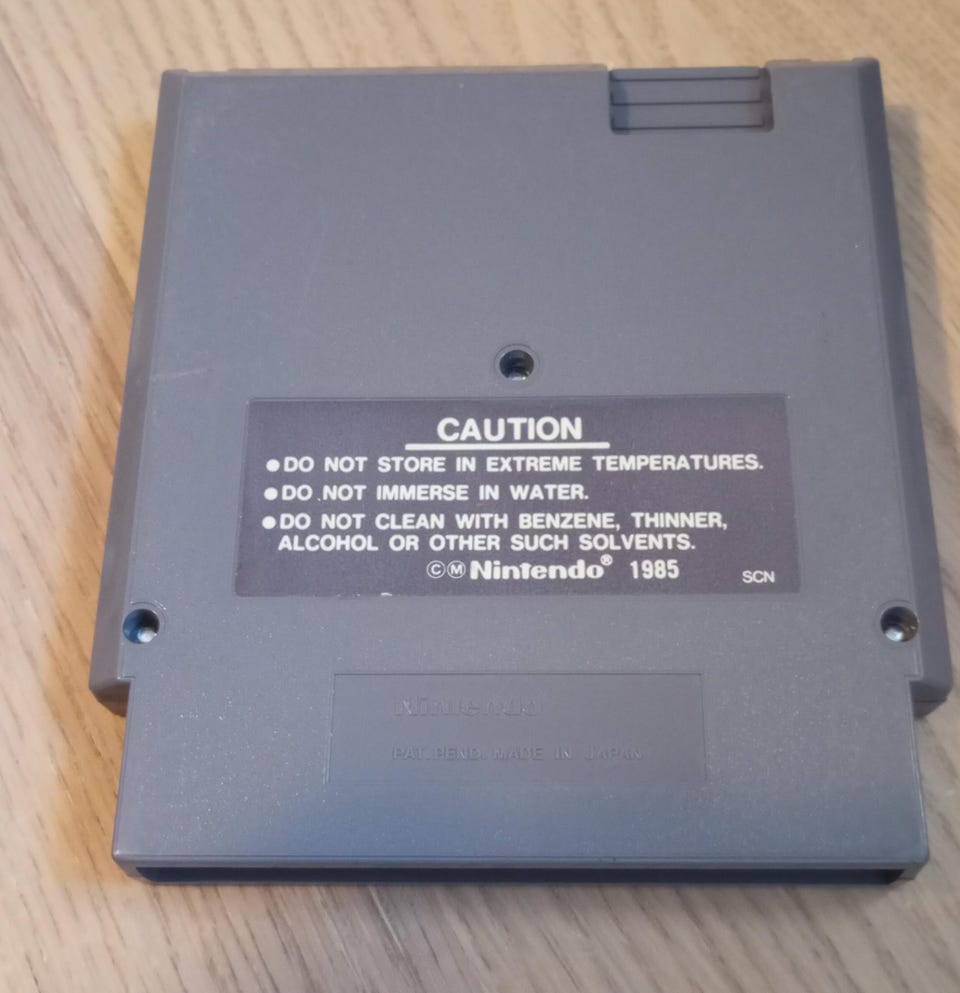 CAUTION
●DO NOT STORE IN EXTREME TEMPERATURES.
●DO NOT IMMERSE IN WATER.
●DO NOT CLEAN WITH BENZENE, THINNER,
ALCOHOL OR OTHER SUCH SOLVENTS.
ⒸⓂNintendo® 1985
SCN
Nintendo
PAT. PEND. MADE IN JAPAN